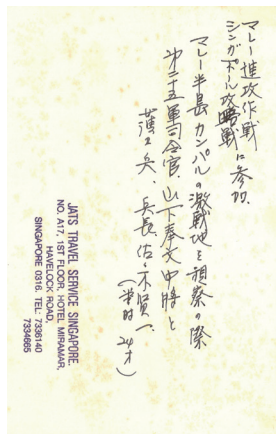 マレー進攻作戦
シンガポール攻略戦に参加
マレー半島カンパルの激戦地を視察の際
第二十五軍司令官山下奉文中将と
護衛兵、兵長佐々木賢一、
(当時24才)
JATS TRAVEL SERVICE SINGAPORE
NO. A17, 1ST FLOOR, HOTEL MIRAMAR,
HAVELOCK ROAD,
SINGAPORE 0316. TEL: 7336140
7334665